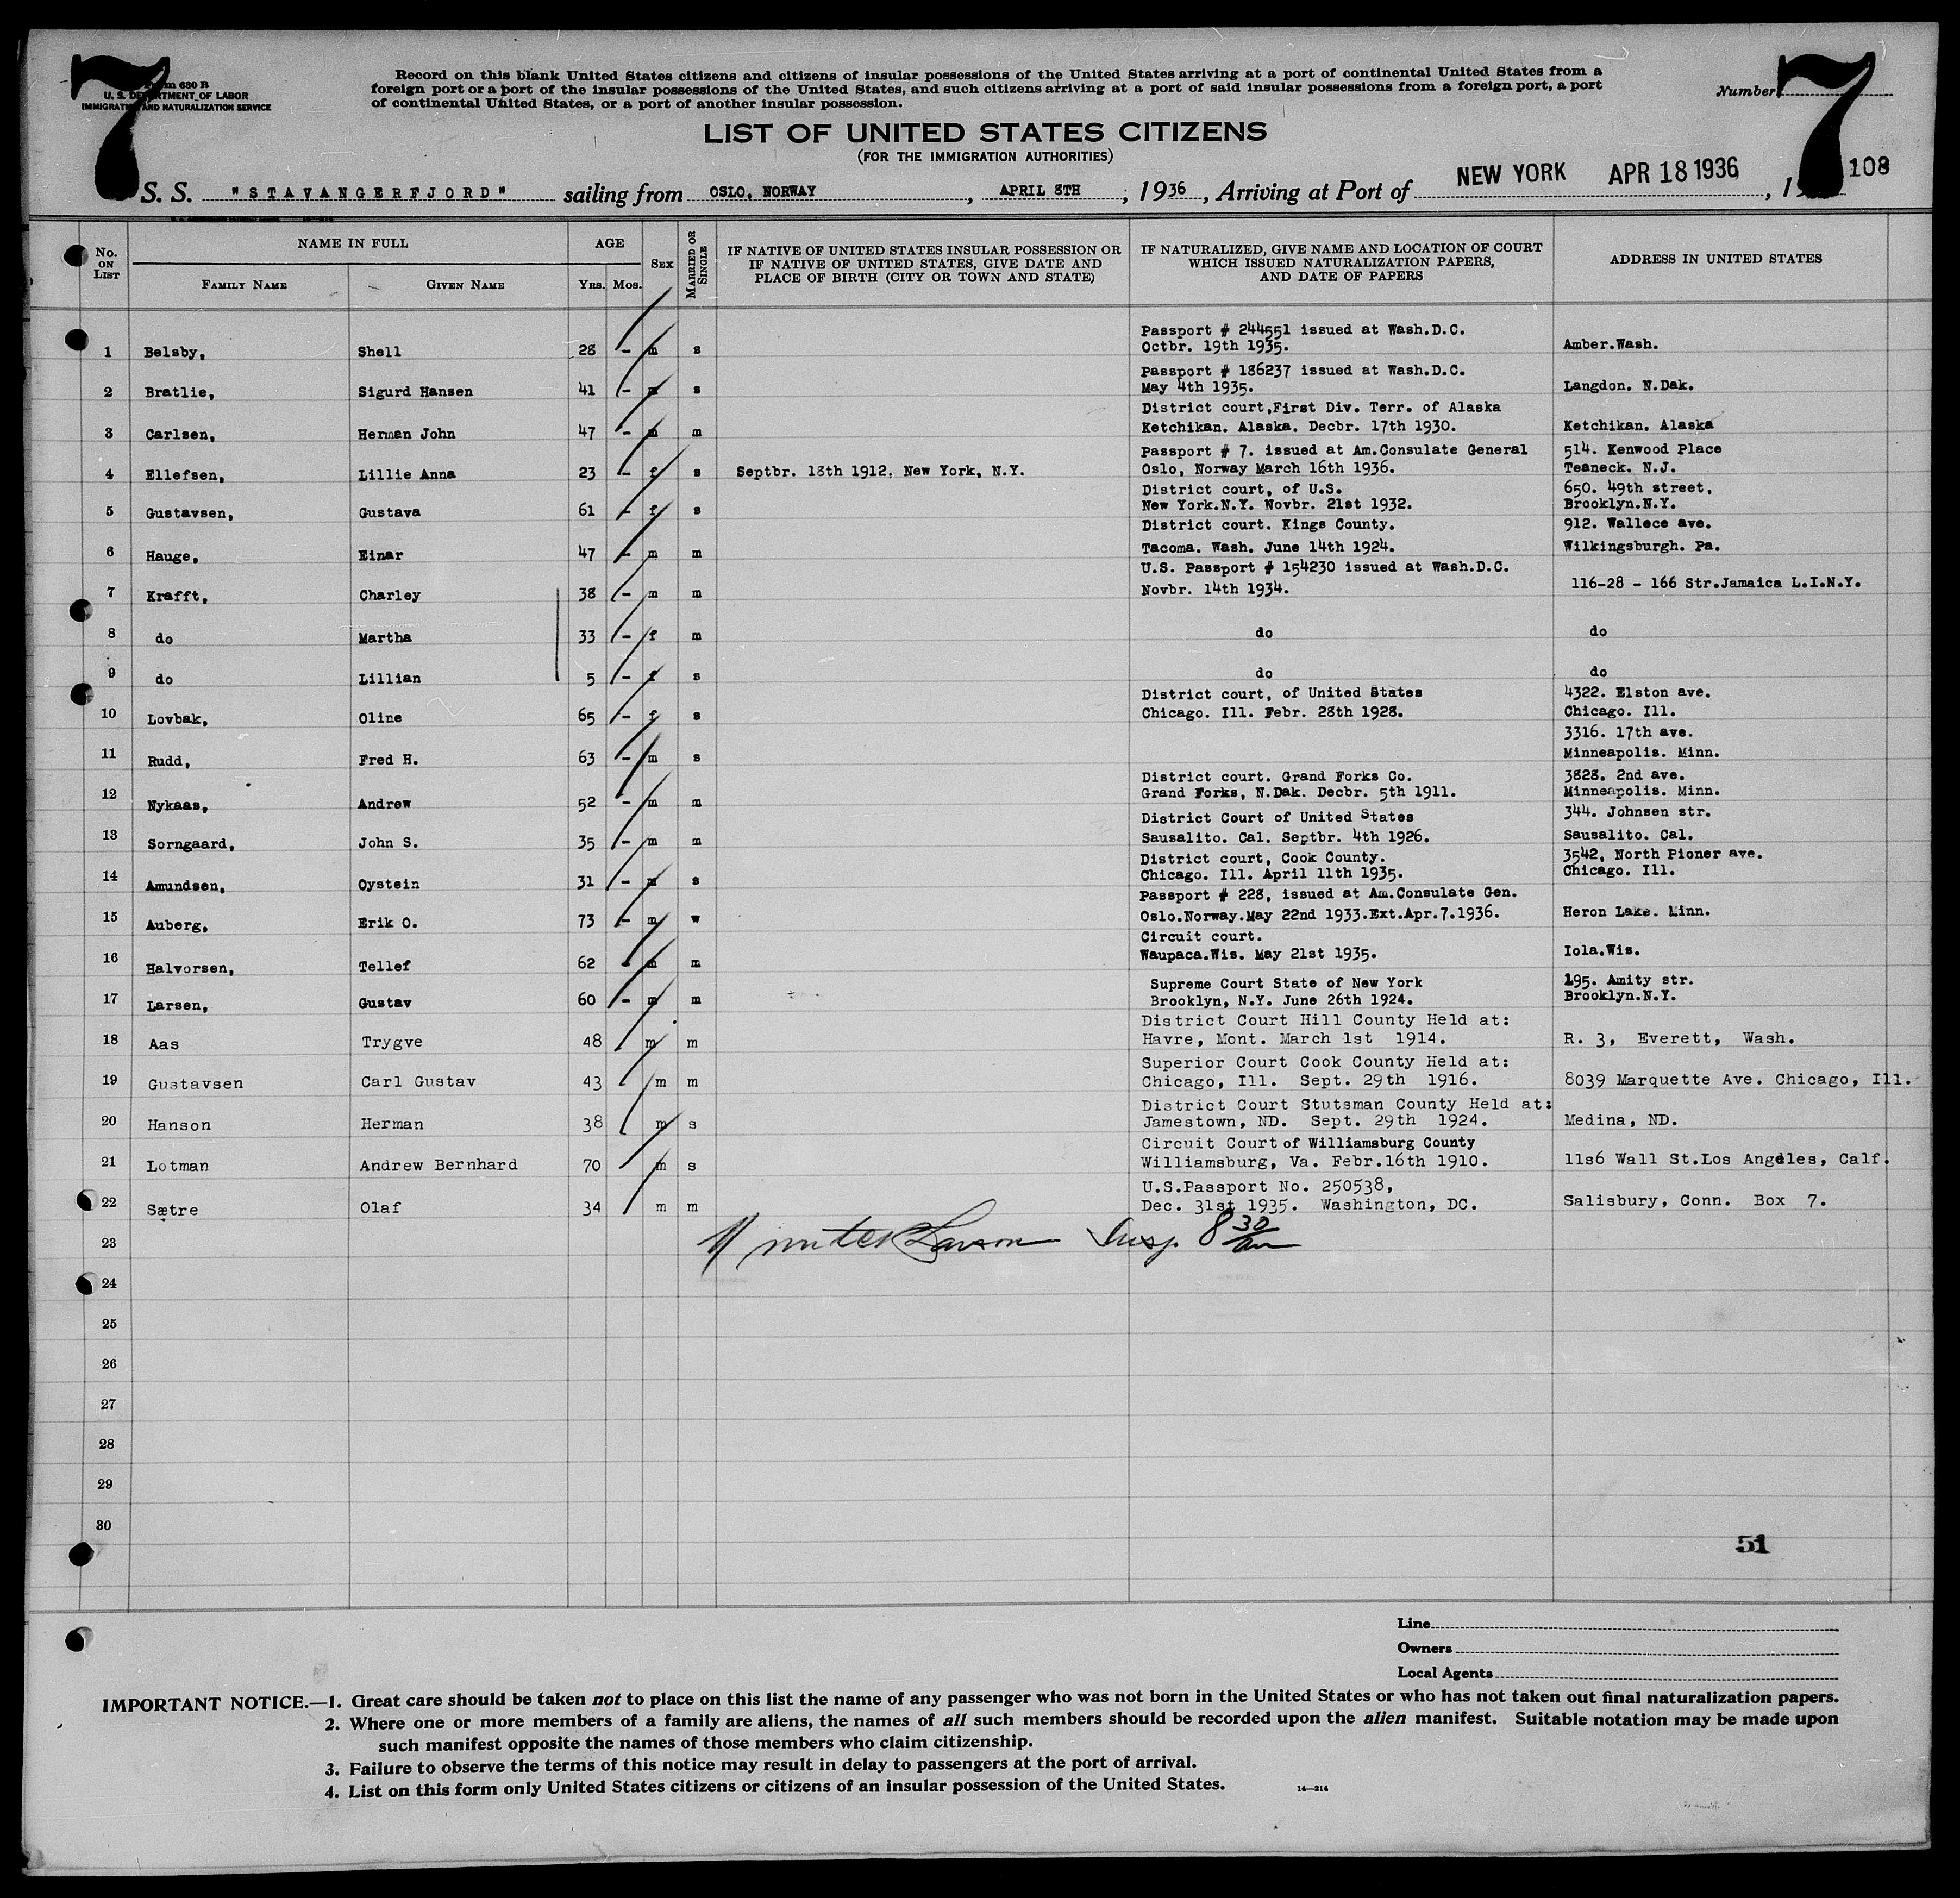 7
Form 630 B
U. S. DEPARTMENT OF LABOR
IMMIGRATION AND NATURALIZATION SERVICE
Record on this blank United States citizens and citizens of insular possessions of the United States arriving at a port of continental United States from a
foreign port or a port of the insular possessions of the United States, and such citizens arriving at a port of said insular possessions from a foreign port, a port
of continental United States, or a port of another insular possession.
Number 7
LIST OF UNITED STATES CITIZENS
(FOR THE IMMIGRATION AUTHORITIES)
S. S. "STAVANGERFJORD" sailing from OSLO, NORWAY, APRIL 8TH ; 1936, Arriving at Port of NEW YORK APR 18 1936, 19 108
No. ON LIST
NAME IN FULL
FAMILY NAME
GIVEN NAME
AGE
YRS. MOS.
SEX
MARRIED OR SINGLE
IF NATIVE OF UNITED STATES INSULAR POSSESSION OR
IF NATIVE OF UNITED STATES, GIVE DATE AND
PLACE OF BIRTH (CITY OR TOWN AND STATE)
IF NATURALIZED, GIVE NAME AND LOCATION OF COURT
WHICH ISSUED NATURALIZATION PAPERS,
AND DATE OF PAPERS
ADDRESS IN UNITED STATES
Passport # 244551 issued at Wash.D.C.
1 Belsby, Shell 28 - m s Octbr. 19th 1935. Amber.Wash.
Passport # 186237 issued at Wash.D.C.
2 Bratlie, Sigurd Hansen 41 - m s May 4th 1935. Langdon. N.Dak.
District court,First Div. Terr. of Alaska
3 Carlsen, Herman John 47 - m m Ketchikan. Alaska. Decbr. 17th 1930. Ketchikan. Alaska
Passport # 7. issued at Am.Consulate General 514. Kenwood Place
4 Ellefsen, Lillie Anna 23 - f s Septbr. 18th 1912, New York, N.Y. Oslo, Norway March 16th 1936. Teaneck. N.J.
District court, of U.S. 650. 49th street,
5 Gustavsen, Gustava 61 - f s New York.N.Y. Novbr. 21st 1932. Brooklyn.N.Y.
District court. Kings County. 912. Wallece ave.
6 Hauge, Einar 47 - m m Tacoma. Wash. June 14th 1924. Wilkingsburgh. Pa.
U.S. Passport # 154230 issued at Wash.D.C.
7 Krafft, Charley 38 - m m Novbr. 14th 1934. 116-28 - 166 Str.Jamaica L.I.N.Y.
8 do Martha 33 - f m do do
9 do Lillian 5 - f s do do
District court, of United States 4322. Elston ave.
10 Lovbak, Oline 65 - f s Chicago. Ill. Febr. 28th 1928. Chicago. Ill.
3316. 17th ave.
11 Rudd, Fred H. 63 - m s Minneapolis. Minn.
District court. Grand Forks Co. 3828. 2nd ave.
12 Nykaas, Andrew 52 - m m Grand Forks, N.Dak. Decbr. 5th 1911. Minneapolis. Minn.
District Court of United States 344. Johnsen str.
13 Sorngaard, John S. 35 - m m Sausalito. Cal. Septbr. 4th 1926. Sausalito. Cal.
District court, Cook County. 3542, North Pioner ave.
14 Amundsen, Oystein 31 - m s Chicago. Ill. April 11th 1935. Chicago. Ill.
Passport # 228, issued at Am.Consulate Gen.
15 Auberg, Erik O. 73 - m w Oslo.Norway.May 22nd 1933.Ext.Apr.7.1936. Heron Lake. Minn.
Circuit court.
16 Halvorsen, Tellef 62 - m m Waupaca.Wis. May 21st 1935. Iola.Wis.
Supreme Court State of New York 195. Amity str.
17 Larsen, Gustav 60 - m m Brooklyn, N.Y. June 26th 1924. Brooklyn.N.Y.
District Court Hill County Held at:
18 Aas Trygve 48 m m Havre, Mont. March 1st 1914. R. 3, Everett, Wash.
Superior Court Cook County Held at:
19 Gustavsen Carl Gustav 43 m m Chicago, Ill. Sept. 29th 1916. 8039 Marquette Ave. Chicago, Ill.
District Court Stutsman County Held at:
20 Hanson Herman 38 m s Jamestown, ND. Sept. 29th 1924. Medina, ND.
Circuit Court of Williamsburg County
21 Lotman Andrew Bernhard 70 m s Williamsburg, Va. Febr.16th 1910. 11s6 Wall St.Los Angdles, Calf.
U.S.Passport No. 250538,
22 Sætre Olaf 34 m m Dec. 31st 1935. Washington, DC. Salisbury, Conn. Box 7.
23 Larson Insp. 8 30/am
24
25
26
27
28
29
30
51
Line
Owners
Local Agents
IMPORTANT NOTICE.—1. Great care should be taken not to place on this list the name of any passenger who was not born in the United States or who has not taken out final naturalization papers.
2. Where one or more members of a family are aliens, the names of all such members should be recorded upon the alien manifest. Suitable notation may be made upon
such manifest opposite the names of those members who claim citizenship.
3. Failure to observe the terms of this notice may result in delay to passengers at the port of arrival.
4. List on this form only United States citizens or citizens of an insular possession of the United States.
14—214